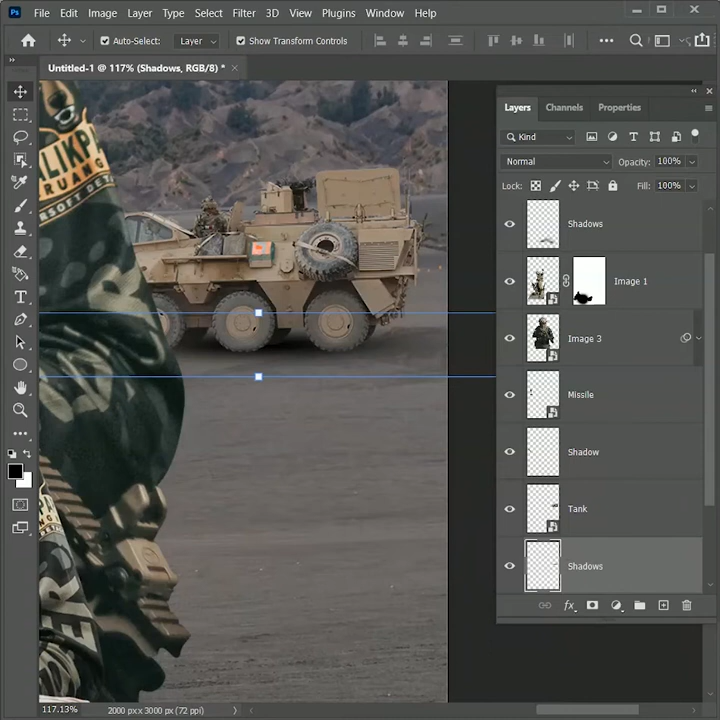 Ps File Edit Image Layer Type Select Filter 3D View Plugins Window Help
Auto-Select: Layer Show Transform Controls
Untitled-1 @ 117% (Shadows, RGB/8) *
Layers Channels Properties
Kind
Normal Opacity: 100%
Lock: Fill: 100%
Shadows
Image 1
Image 3
Missile
Shadow
Tank
Shadows
fx
117.13% 2000 px x 3000 px (72 ppi)